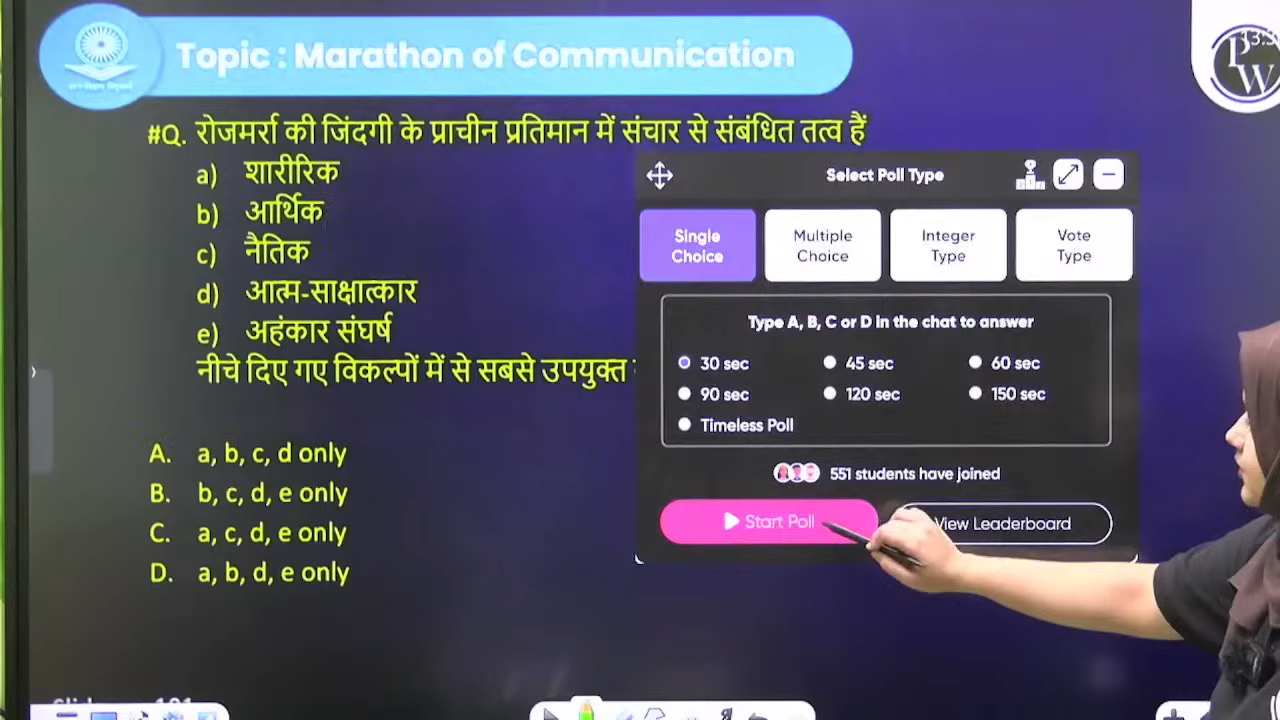 Topic : Marathon of Communication
PW
#Q. रोजमर्रा की जिंदगी के प्राचीन प्रतिमान में संचार से संबंधित तत्व हैं
a) शारीरिक
b) आर्थिक
c) नैतिक
d) आत्म-साक्षात्कार
e) अहंकार संघर्ष
नीचे दिए गए विकल्पों में से सबसे उपयुक्त
A. a, b, c, d only
B. b, c, d, e only
C. a, c, d, e only
D. a, b, d, e only
Select Poll Type
Single Choice
Multiple Choice
Integer Type
Vote Type
Type A, B, C or D in the chat to answer
30 sec 45 sec 60 sec
90 sec 120 sec 150 sec
Timeless Poll
551 students have joined
Start Poll View Leaderboard